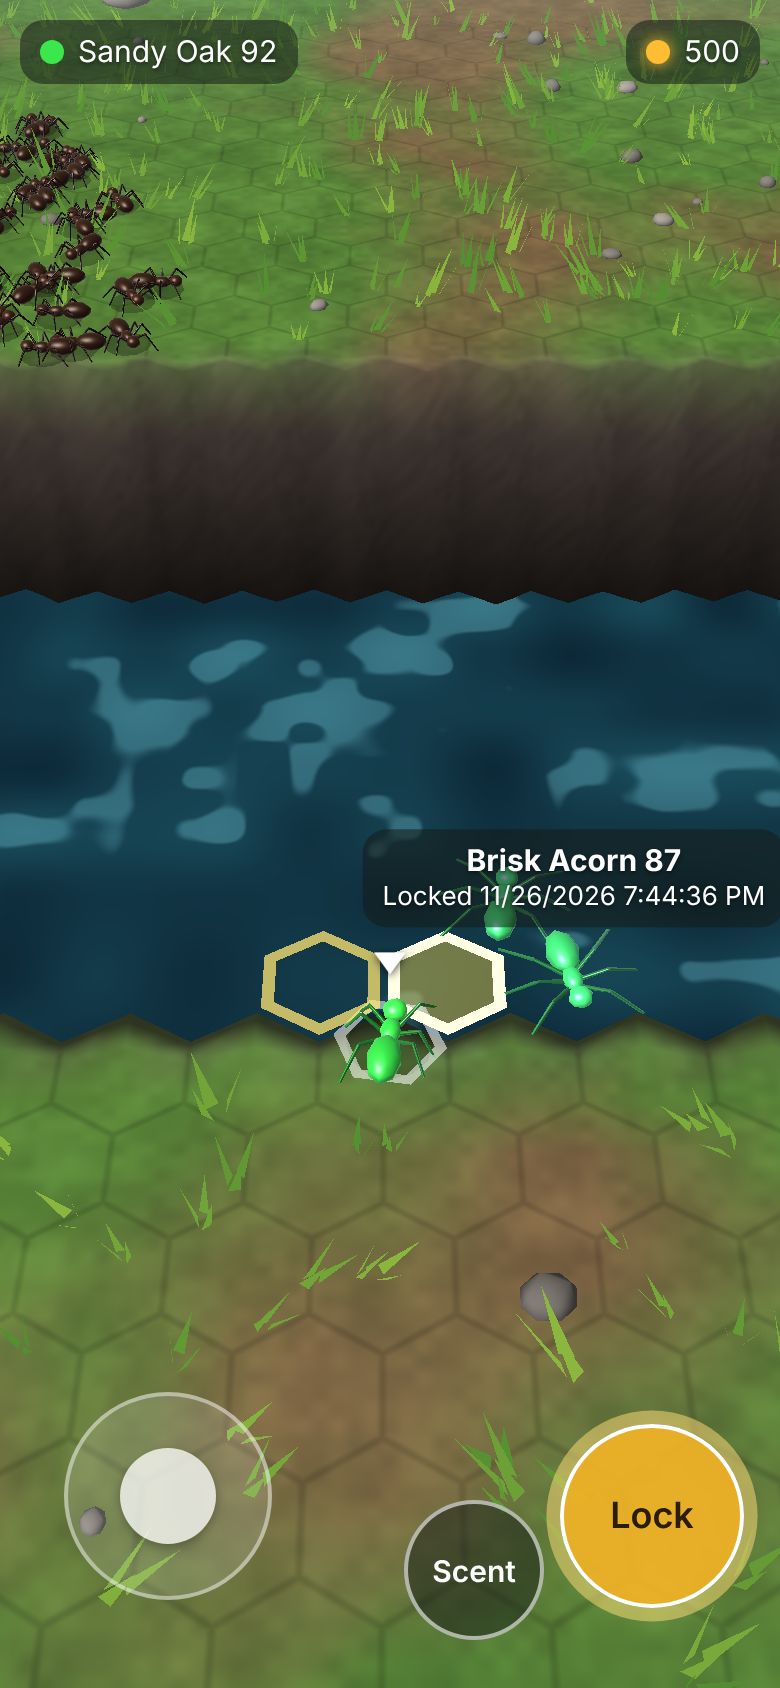 Sandy Oak 92
500
Brisk Acorn 87
Locked 11/26/2026 7:44:36 PM
Lock
Scent